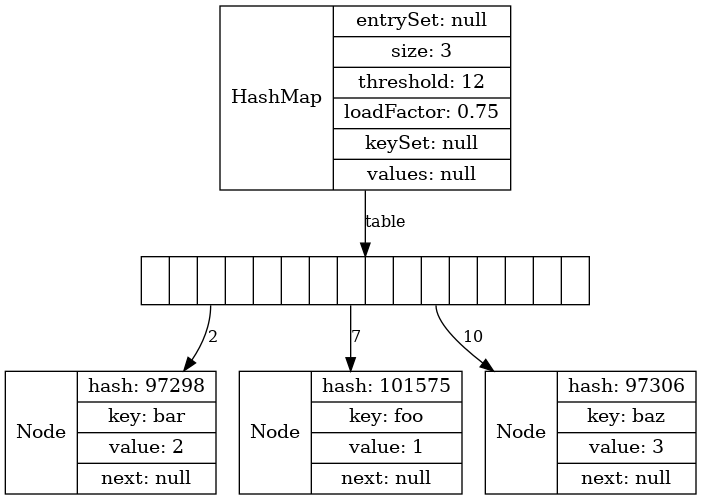 HashMap
entrySet: null
size: 3
threshold: 12
loadFactor: 0.75
keySet: null
values: null
table
2
7
10
Node
hash: 97298
key: bar
value: 2
next: null
Node
hash: 101575
key: foo
value: 1
next: null
Node
hash: 97306
key: baz
value: 3
next: null